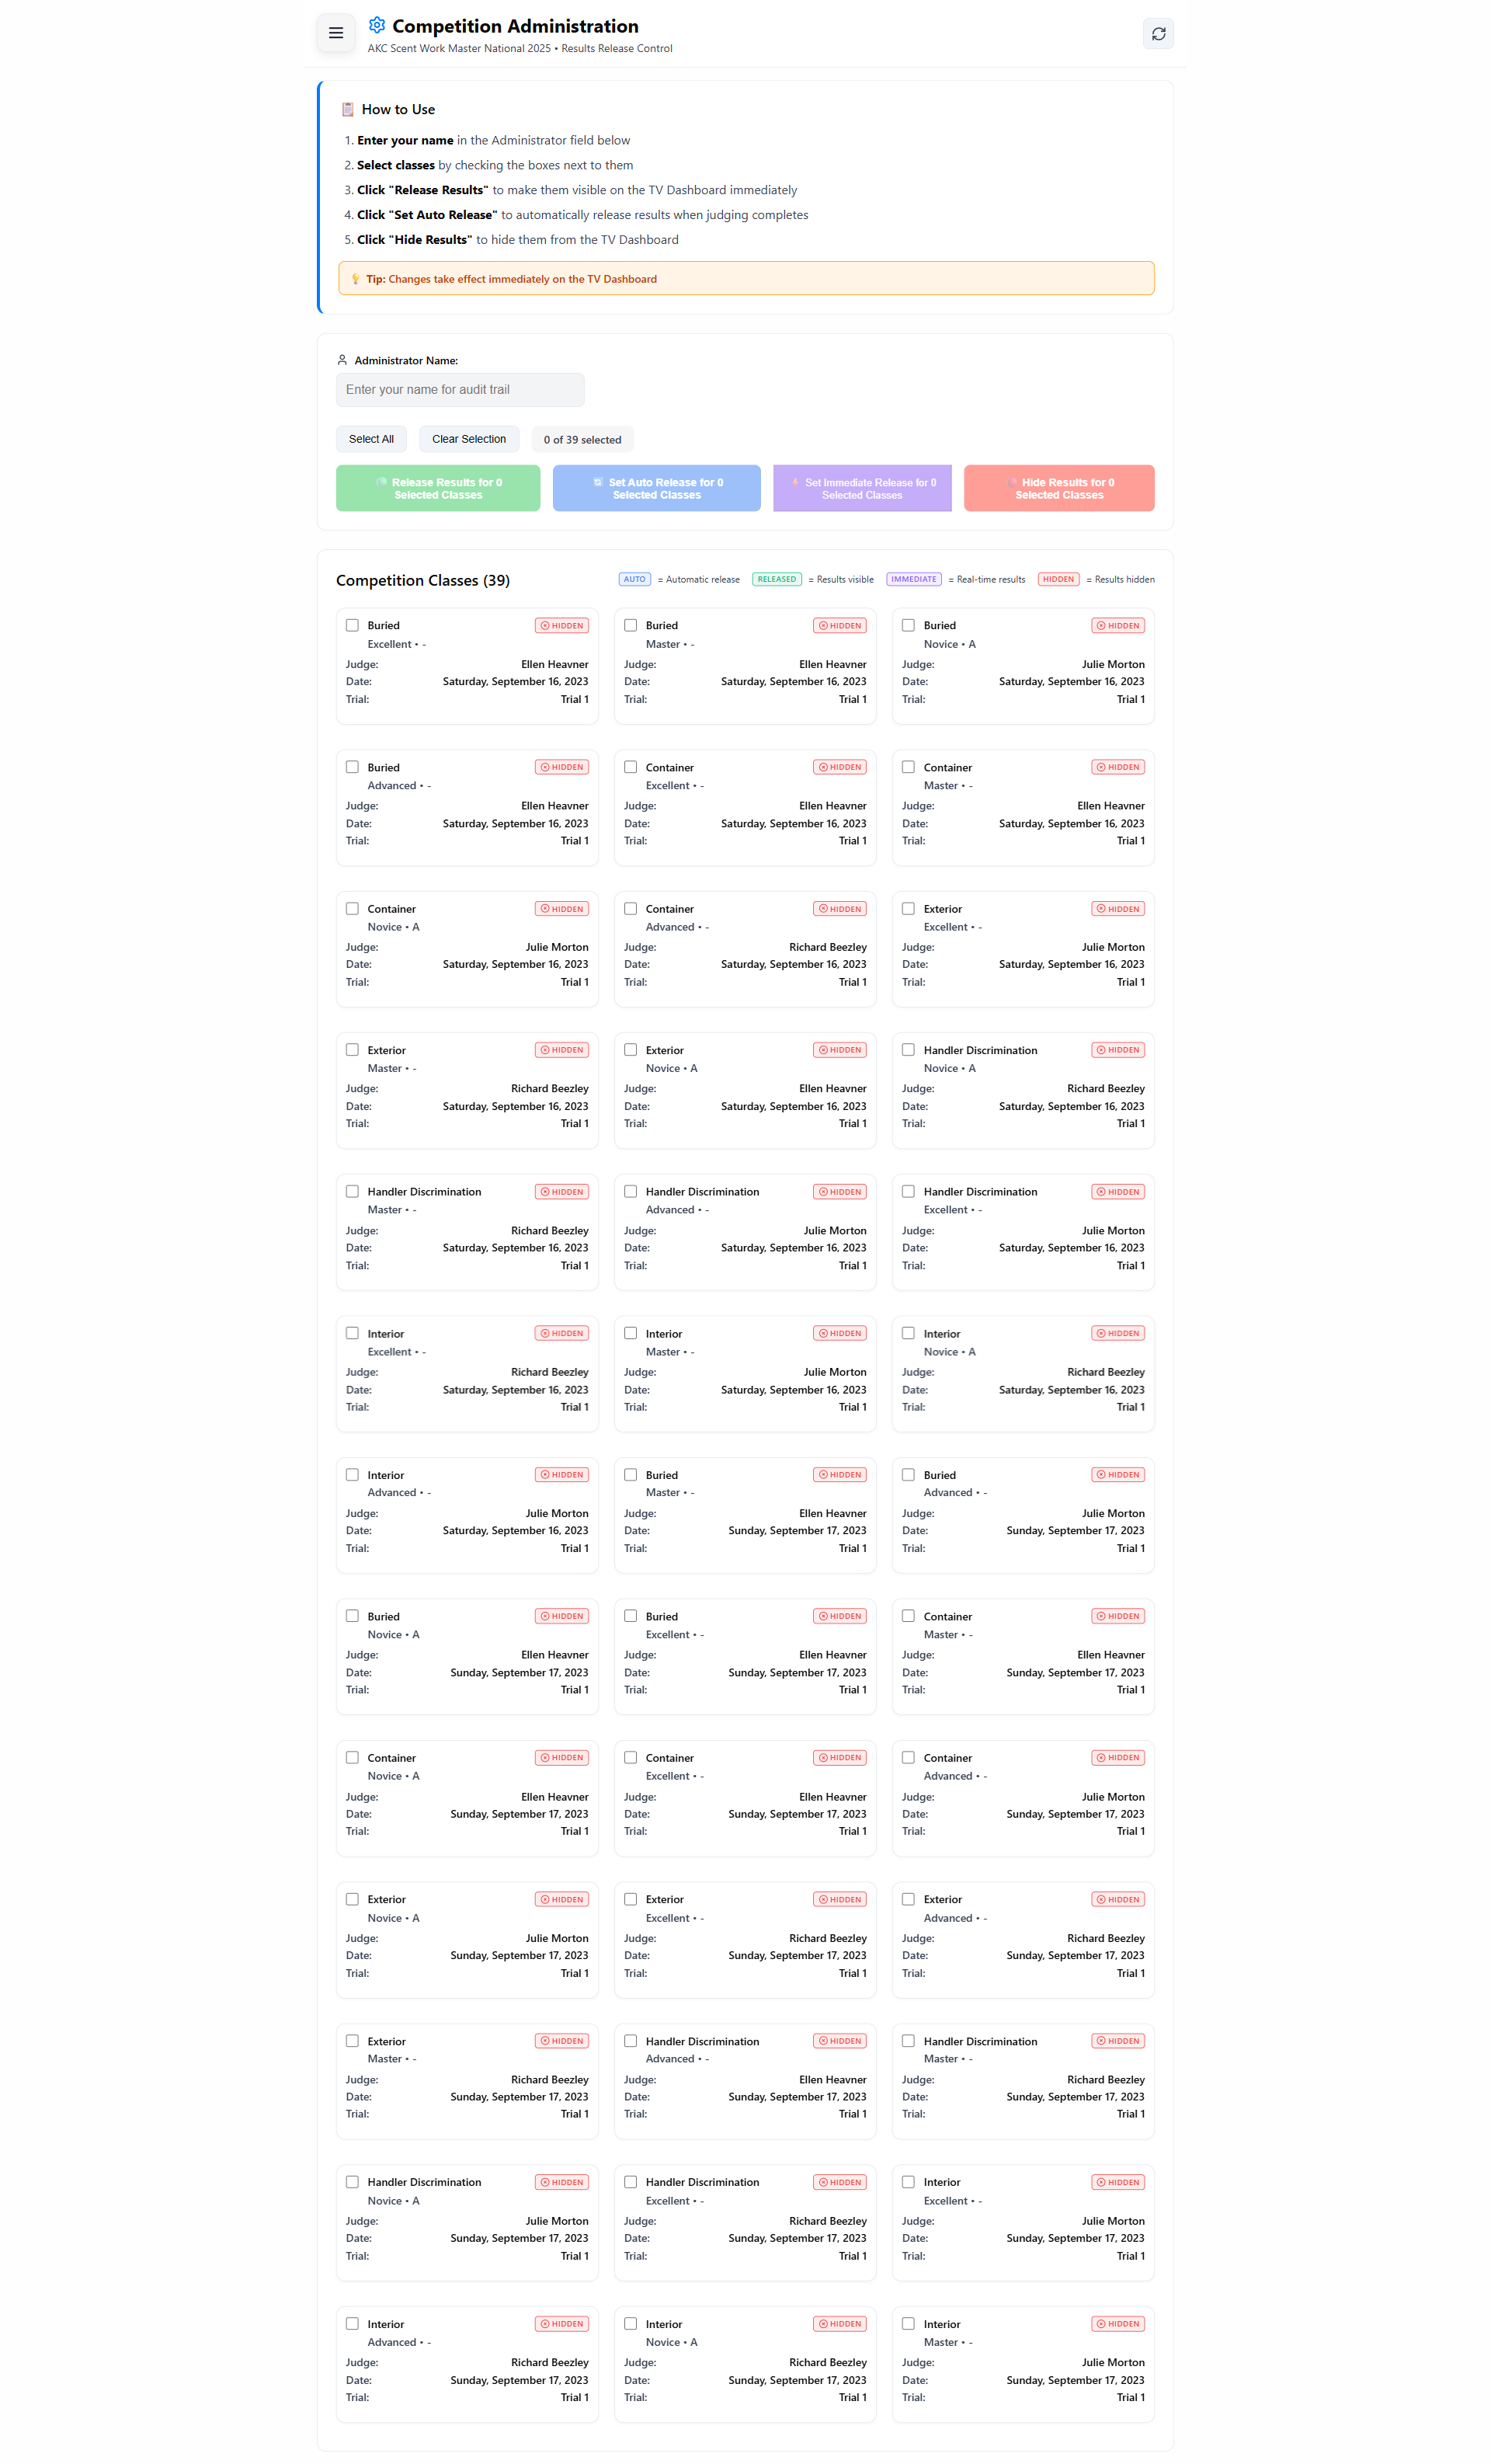 Competition Administration
AKC Scent Work Master National 2025 • Results Release Control
How to Use
1. Enter your name in the Administrator field below
2. Select classes by checking the boxes next to them
3. Click "Release Results" to make them visible on the TV Dashboard immediately
4. Click "Set Auto Release" to automatically release results when judging completes
5. Click "Hide Results" to hide them from the TV Dashboard
Tip: Changes take effect immediately on the TV Dashboard
Administrator Name:
Enter your name for audit trail
Select All Clear Selection 0 of 39 selected
Release Results for 0
Selected Classes
Set Auto Release for 0
Selected Classes
Set Immediate Release for 0
Selected Classes
Hide Results for 0
Selected Classes
Competition Classes (39)
AUTO = Automatic release RELEASED = Results visible IMMEDIATE = Real-time results HIDDEN = Results hidden
Buried HIDDEN
Excellent • -
Judge: Ellen Heavner
Date: Saturday, September 16, 2023
Trial: Trial 1
Buried HIDDEN
Master • -
Judge: Ellen Heavner
Date: Saturday, September 16, 2023
Trial: Trial 1
Buried HIDDEN
Novice • A
Judge: Julie Morton
Date: Saturday, September 16, 2023
Trial: Trial 1
Buried HIDDEN
Advanced • -
Judge: Ellen Heavner
Date: Saturday, September 16, 2023
Trial: Trial 1
Container HIDDEN
Excellent • -
Judge: Ellen Heavner
Date: Saturday, September 16, 2023
Trial: Trial 1
Container HIDDEN
Master • -
Judge: Ellen Heavner
Date: Saturday, September 16, 2023
Trial: Trial 1
Container HIDDEN
Novice • A
Judge: Julie Morton
Date: Saturday, September 16, 2023
Trial: Trial 1
Container HIDDEN
Advanced • -
Judge: Richard Beezley
Date: Saturday, September 16, 2023
Trial: Trial 1
Exterior HIDDEN
Excellent • -
Judge: Julie Morton
Date: Saturday, September 16, 2023
Trial: Trial 1
Exterior HIDDEN
Master • -
Judge: Richard Beezley
Date: Saturday, September 16, 2023
Trial: Trial 1
Exterior HIDDEN
Novice • A
Judge: Ellen Heavner
Date: Saturday, September 16, 2023
Trial: Trial 1
Handler Discrimination HIDDEN
Novice • A
Judge: Richard Beezley
Date: Saturday, September 16, 2023
Trial: Trial 1
Handler Discrimination HIDDEN
Master • -
Judge: Richard Beezley
Date: Saturday, September 16, 2023
Trial: Trial 1
Handler Discrimination HIDDEN
Advanced • -
Judge: Julie Morton
Date: Saturday, September 16, 2023
Trial: Trial 1
Handler Discrimination HIDDEN
Excellent • -
Judge: Julie Morton
Date: Saturday, September 16, 2023
Trial: Trial 1
Interior HIDDEN
Excellent • -
Judge: Richard Beezley
Date: Saturday, September 16, 2023
Trial: Trial 1
Interior HIDDEN
Master • -
Judge: Julie Morton
Date: Saturday, September 16, 2023
Trial: Trial 1
Interior HIDDEN
Novice • A
Judge: Richard Beezley
Date: Saturday, September 16, 2023
Trial: Trial 1
Interior HIDDEN
Advanced • -
Judge: Julie Morton
Date: Saturday, September 16, 2023
Trial: Trial 1
Buried HIDDEN
Master • -
Judge: Ellen Heavner
Date: Sunday, September 17, 2023
Trial: Trial 1
Buried HIDDEN
Advanced • -
Judge: Julie Morton
Date: Sunday, September 17, 2023
Trial: Trial 1
Buried HIDDEN
Novice • A
Judge: Ellen Heavner
Date: Sunday, September 17, 2023
Trial: Trial 1
Buried HIDDEN
Excellent • -
Judge: Ellen Heavner
Date: Sunday, September 17, 2023
Trial: Trial 1
Container HIDDEN
Master • -
Judge: Ellen Heavner
Date: Sunday, September 17, 2023
Trial: Trial 1
Container HIDDEN
Novice • A
Judge: Ellen Heavner
Date: Sunday, September 17, 2023
Trial: Trial 1
Container HIDDEN
Excellent • -
Judge: Ellen Heavner
Date: Sunday, September 17, 2023
Trial: Trial 1
Container HIDDEN
Advanced • -
Judge: Julie Morton
Date: Sunday, September 17, 2023
Trial: Trial 1
Exterior HIDDEN
Novice • A
Judge: Julie Morton
Date: Sunday, September 17, 2023
Trial: Trial 1
Exterior HIDDEN
Excellent • -
Judge: Richard Beezley
Date: Sunday, September 17, 2023
Trial: Trial 1
Exterior HIDDEN
Advanced • -
Judge: Richard Beezley
Date: Sunday, September 17, 2023
Trial: Trial 1
Exterior HIDDEN
Master • -
Judge: Richard Beezley
Date: Sunday, September 17, 2023
Trial: Trial 1
Handler Discrimination HIDDEN
Advanced • -
Judge: Ellen Heavner
Date: Sunday, September 17, 2023
Trial: Trial 1
Handler Discrimination HIDDEN
Master • -
Judge: Richard Beezley
Date: Sunday, September 17, 2023
Trial: Trial 1
Handler Discrimination HIDDEN
Novice • A
Judge: Julie Morton
Date: Sunday, September 17, 2023
Trial: Trial 1
Handler Discrimination HIDDEN
Excellent • -
Judge: Richard Beezley
Date: Sunday, September 17, 2023
Trial: Trial 1
Interior HIDDEN
Excellent • -
Judge: Julie Morton
Date: Sunday, September 17, 2023
Trial: Trial 1
Interior HIDDEN
Advanced • -
Judge: Richard Beezley
Date: Sunday, September 17, 2023
Trial: Trial 1
Interior HIDDEN
Novice • A
Judge: Richard Beezley
Date: Sunday, September 17, 2023
Trial: Trial 1
Interior HIDDEN
Master • -
Judge: Julie Morton
Date: Sunday, September 17, 2023
Trial: Trial 1